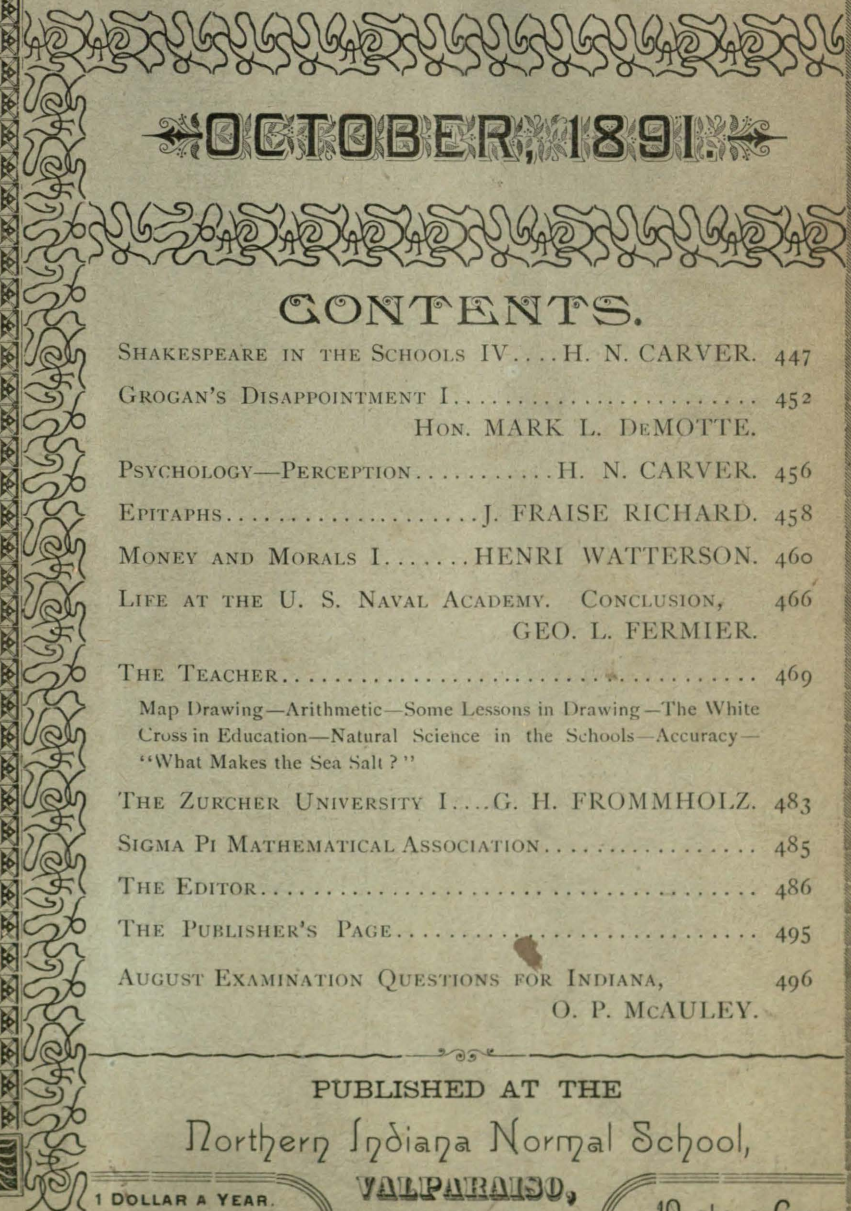 OCTOBER, 1891.
CONTENTS.
SHAKESPEARE IN THE SCHOOLS IV....H. N. CARVER. 447
GROGAN'S DISAPPOINTMENT I........................ 452
HON. MARK L. DEMOTTE.
PSYCHOLOGY—PERCEPTION...........H. N. CARVER. 456
EPITAPHS....................J. FRAISE RICHARD. 458
MONEY AND MORALS I.......HENRI WATTERSON. 460
LIFE AT THE U. S. NAVAL ACADEMY. CONCLUSION, 466
GEO. L. FERMIER.
THE TEACHER...................................... 469
Map Drawing—Arithmetic—Some Lessons in Drawing—The White
Cross in Education—Natural Science in the Schools—Accuracy—
"What Makes the Sea Salt ?"
THE ZURCHER UNIVERSITY I....G. H. FROMMHOLZ. 483
SIGMA PI MATHEMATICAL ASSOCIATION................. 485
THE EDITOR........................................ 486
THE PUBLISHER'S PAGE............................. 495
AUGUST EXAMINATION QUESTIONS FOR INDIANA, 496
O. P. MCAULEY.
PUBLISHED AT THE
Northern Indiana Normal School,
VALPARAISO,
1 DOLLAR A YEAR.